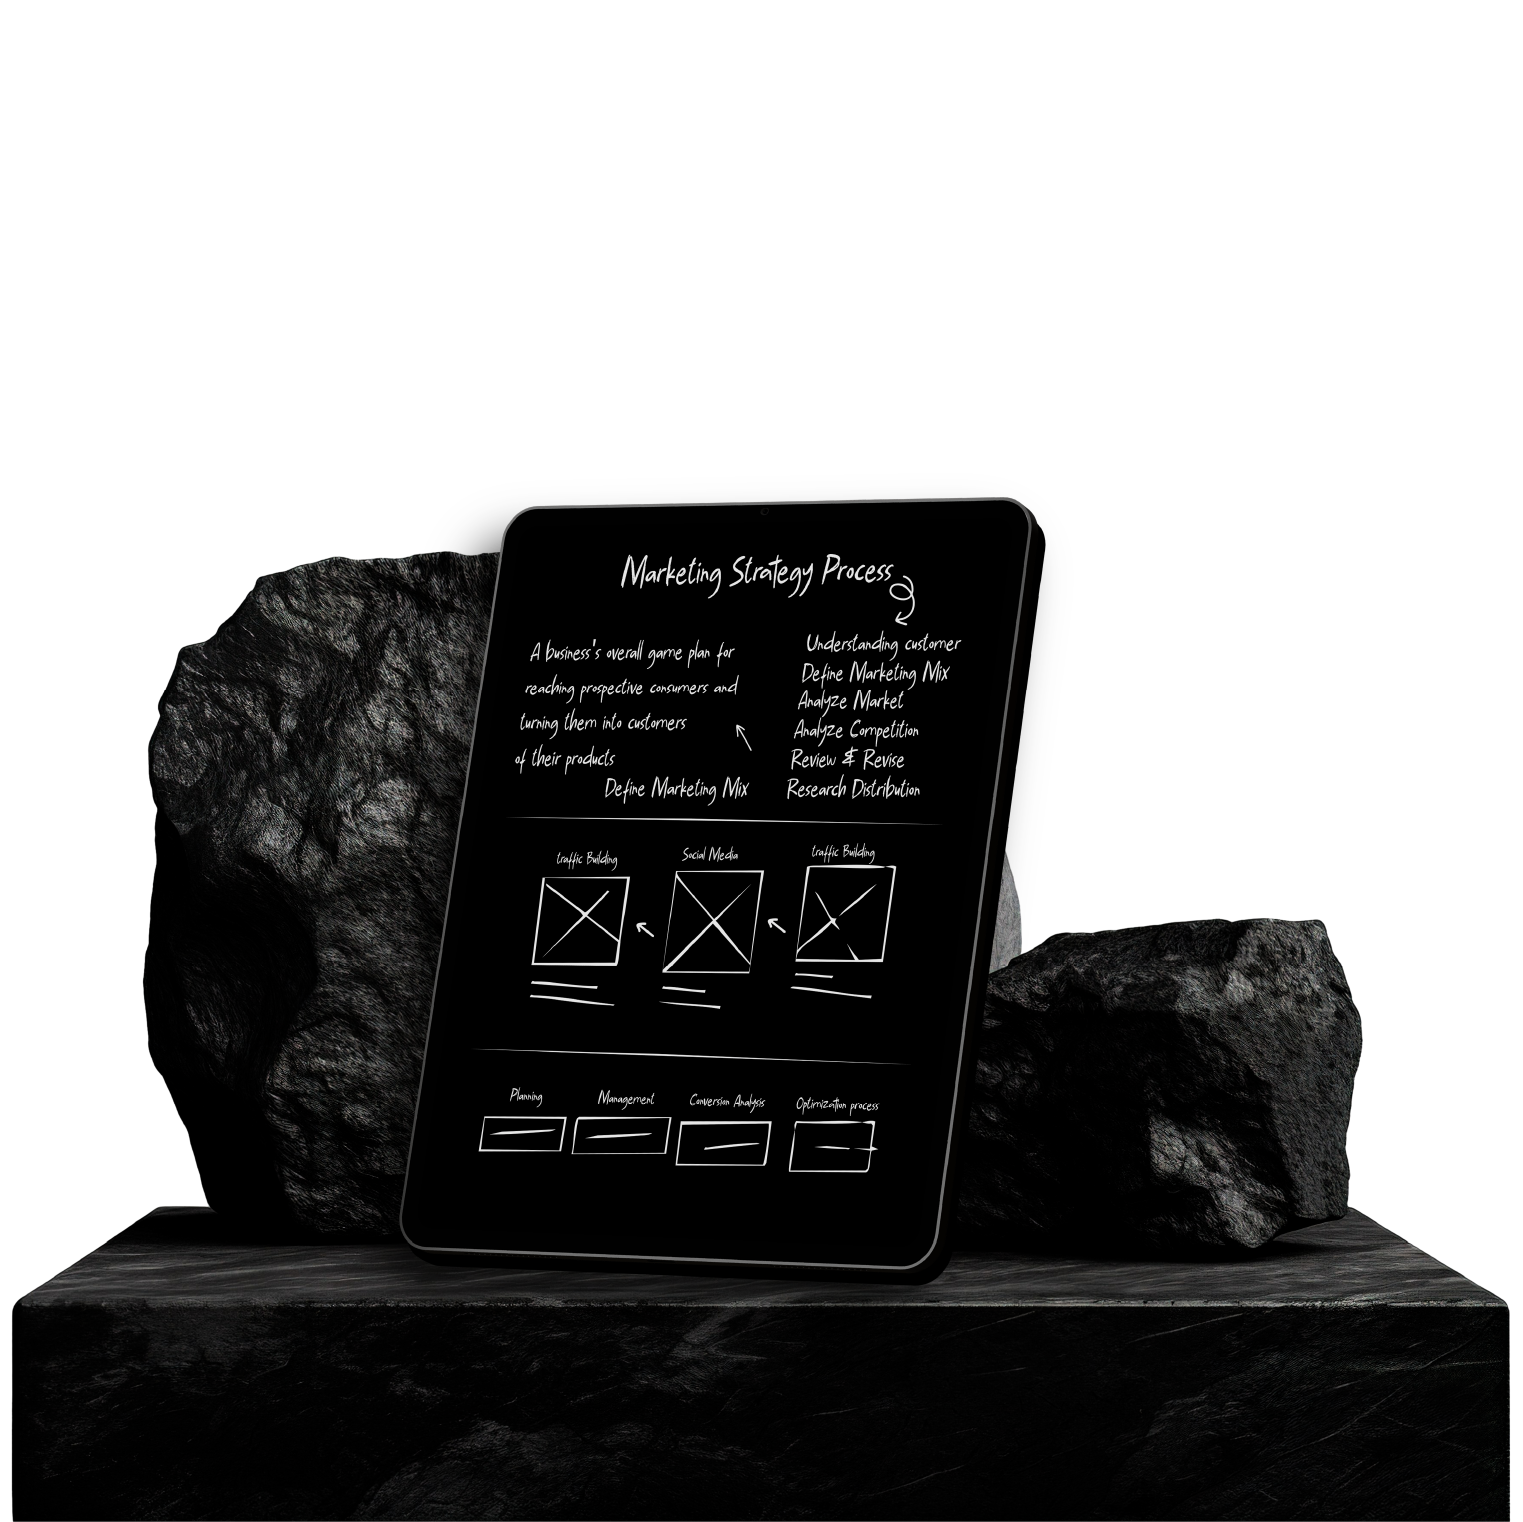 Marketing Strategy Process
A business's overall game plan for
reaching prospective consumers and
turning them into customers
of their products
Define Marketing Mix
Understanding customer
Define Marketing Mix
Analyze Market
Analyze Competition
Review & Revise
Research Distribution
traffic Building
Social Media
traffic Building
Planning
Management
Conversion Analysis
Optimization process